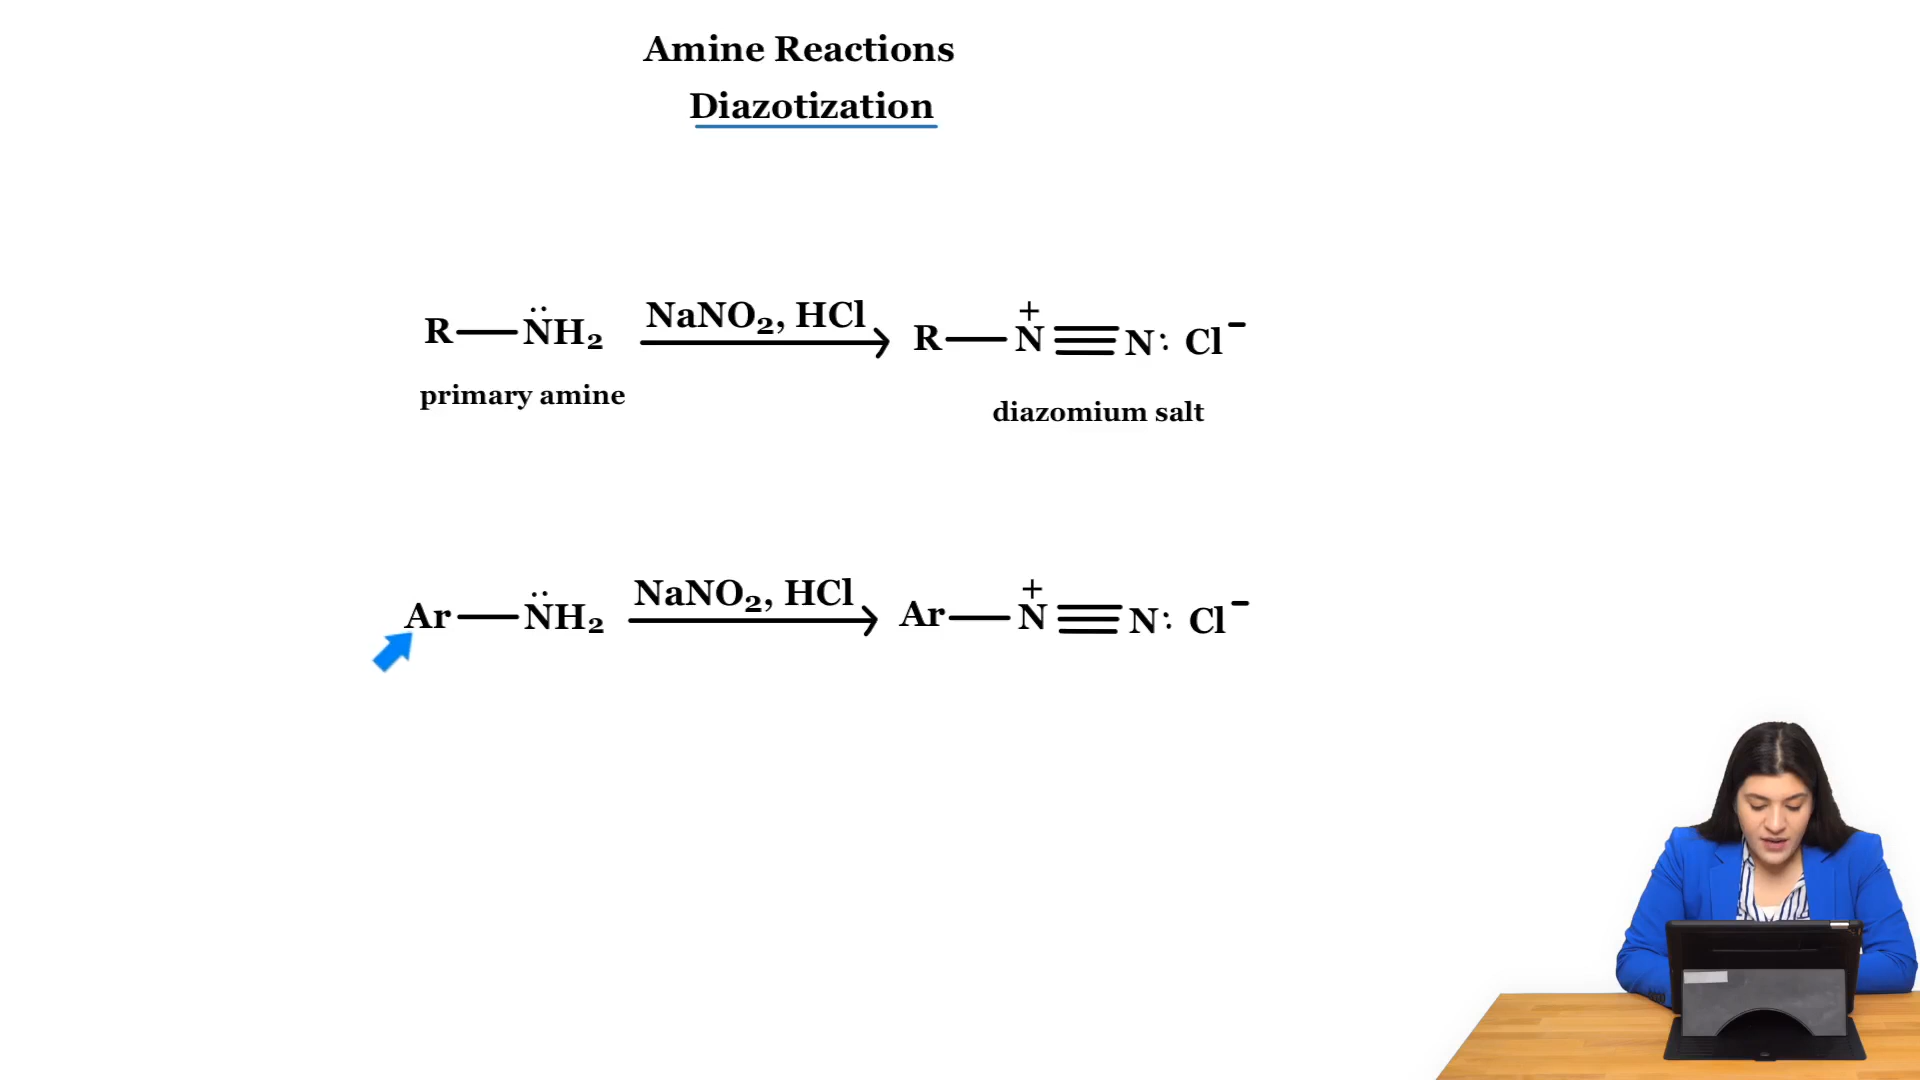 Amine Reactions
Diazotization
R—N̈H₂ NaNO₂, HCl R—N⁺≡N: Cl⁻
primary amine
diazomium salt
Ar—N̈H₂ NaNO₂, HCl Ar—N⁺≡N: Cl⁻